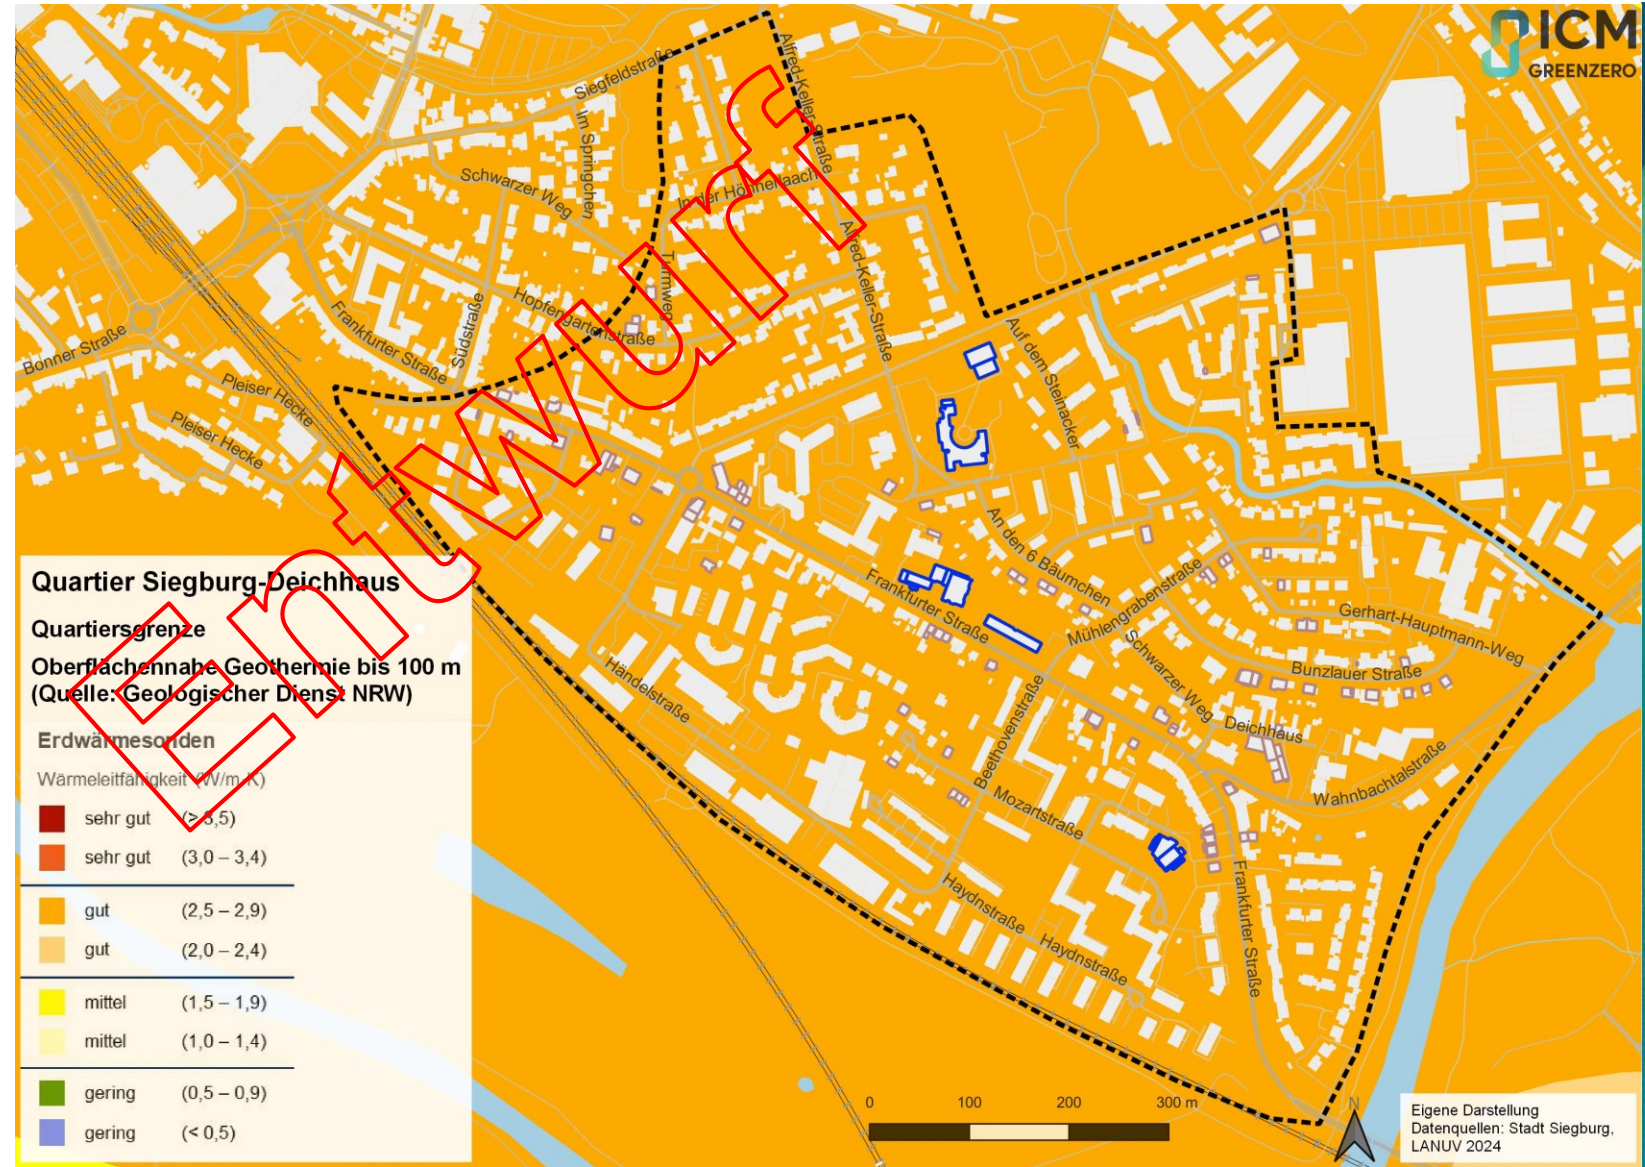 ICM
GREENZERO
Siegfeldstraße
Alfred-Keller-Straße
Im Springchen
Schwarzer Weg
In der Hohnerlaach
Turmweg
Alfred-Keller-Straße
Hopfengartenstraße
Südstraße
Frankfurter Straße
Bonner Straße
Pleiser Hecke
Pleiser Hecke
Auf dem Steinacker
An den 6 Bäumchen
Frankfurter Straße
Mühlengrabenstraße
Gerhart-Hauptmann-Weg
Bunzlauer Straße
Schwarzer Weg
Deichhaus
Wahnbachtalstraße
Händelstraße
Beethovenstraße
Mozartstraße
Haydnstraße
Haydnstraße
Frankfurter Straße
Entwurf
Quartier Siegburg-Deichhaus
Quartiersgrenze
Oberflächennahe Geothermie bis 100 m
(Quelle: Geologischer Dienst NRW)
Erdwärmesonden
Wärmeleitfähigkeit (W/m·K)
sehr gut (> 3,5)
sehr gut (3,0 – 3,4)
gut (2,5 – 2,9)
gut (2,0 – 2,4)
mittel (1,5 – 1,9)
mittel (1,0 – 1,4)
gering (0,5 – 0,9)
gering (< 0,5)
0 100 200 300 m
N
Eigene Darstellung
Datenquellen: Stadt Siegburg,
LANUV 2024